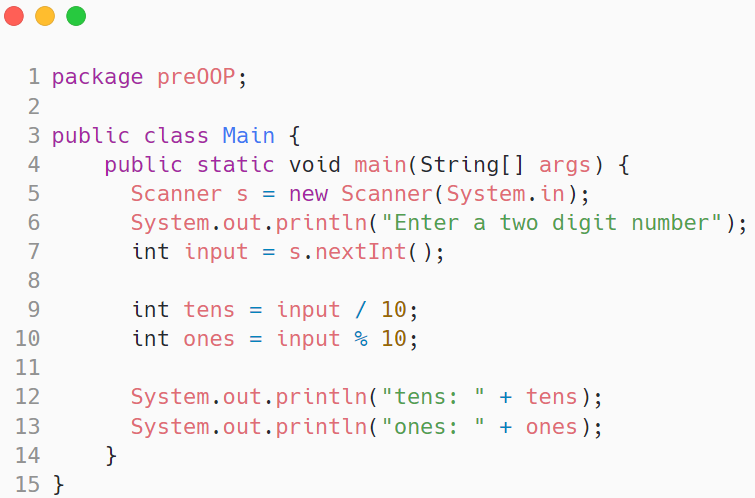 1 package preOOP;
2
3 public class Main {
4     public static void main(String[] args) {
5       Scanner s = new Scanner(System.in);
6       System.out.println("Enter a two digit number");
7       int input = s.nextInt();
8
9       int tens = input / 10;
10       int ones = input % 10;
11
12       System.out.println("tens: " + tens);
13       System.out.println("ones: " + ones);
14     }
15 }